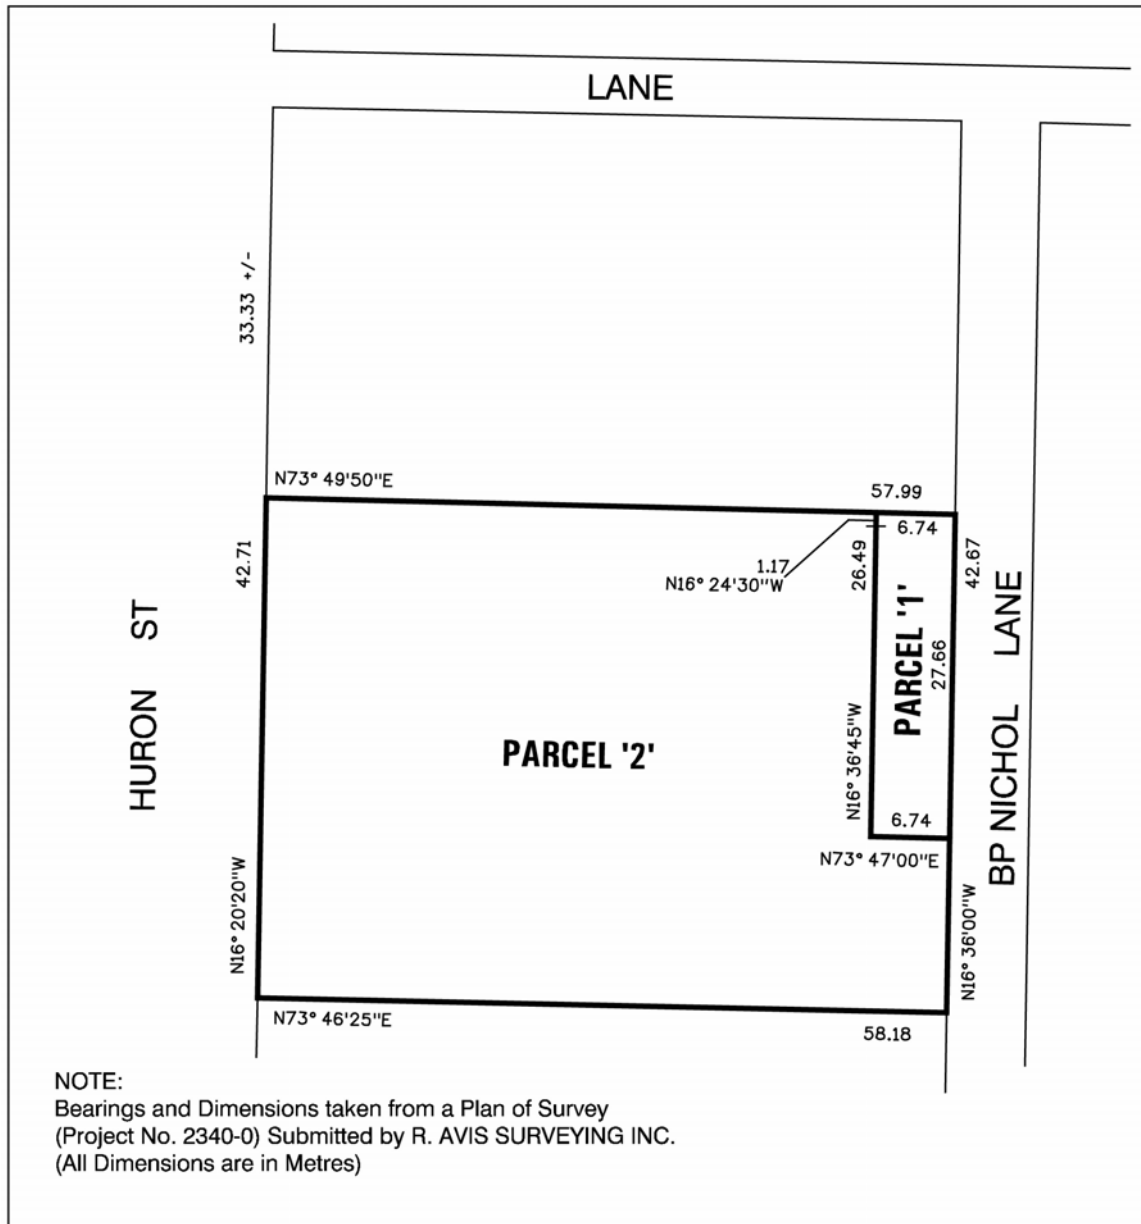 LANE
33.33 +/-
N73° 49'50"E
57.99
6.74
42.71
1.17
N16° 24'30"W
26.49
42.67
PARCEL '1'
27.66
HURON ST
PARCEL '2'
N16° 36'45"W
BP NICHOL LANE
6.74
N73° 47'00"E
N16° 20'20"W
N16° 36'00"W
N73° 46'25"E
58.18
NOTE:
Bearings and Dimensions taken from a Plan of Survey
(Project No. 2340-0) Submitted by R. AVIS SURVEYING INC.
(All Dimensions are in Metres)